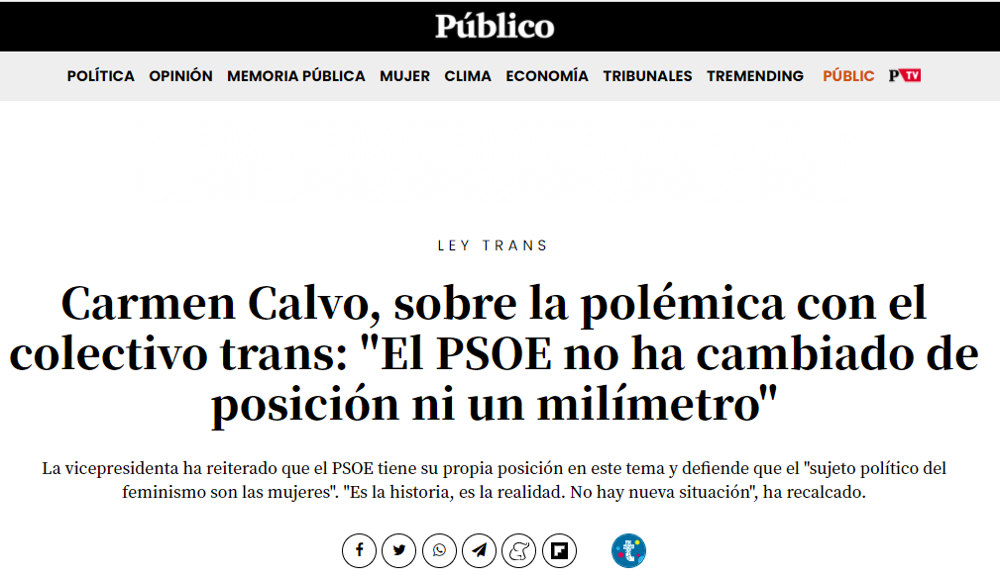 Público
POLÍTICA OPINIÓN MEMORIA PÚBLICA MUJER CLIMA ECONOMÍA TRIBUNALES TREMENDING PÚBLIC P TV
LEY TRANS
Carmen Calvo, sobre la polémica con el
colectivo trans: "El PSOE no ha cambiado de
posición ni un milímetro"
La vicepresidenta ha reiterado que el PSOE tiene su propia posición en este tema y defiende que el "sujeto político del
feminismo son las mujeres". "Es la historia, es la realidad. No hay nueva situación", ha recalcado.